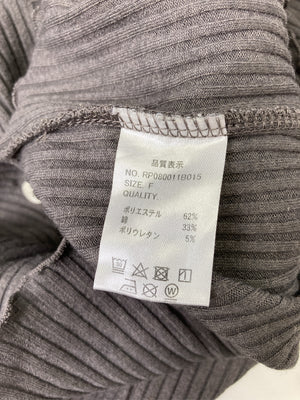 品質表示
NO. RP080011B015
SIZE. F
QUALITY.
ポリエステル 62%
綿 33%
ポリウレタン 5%
W